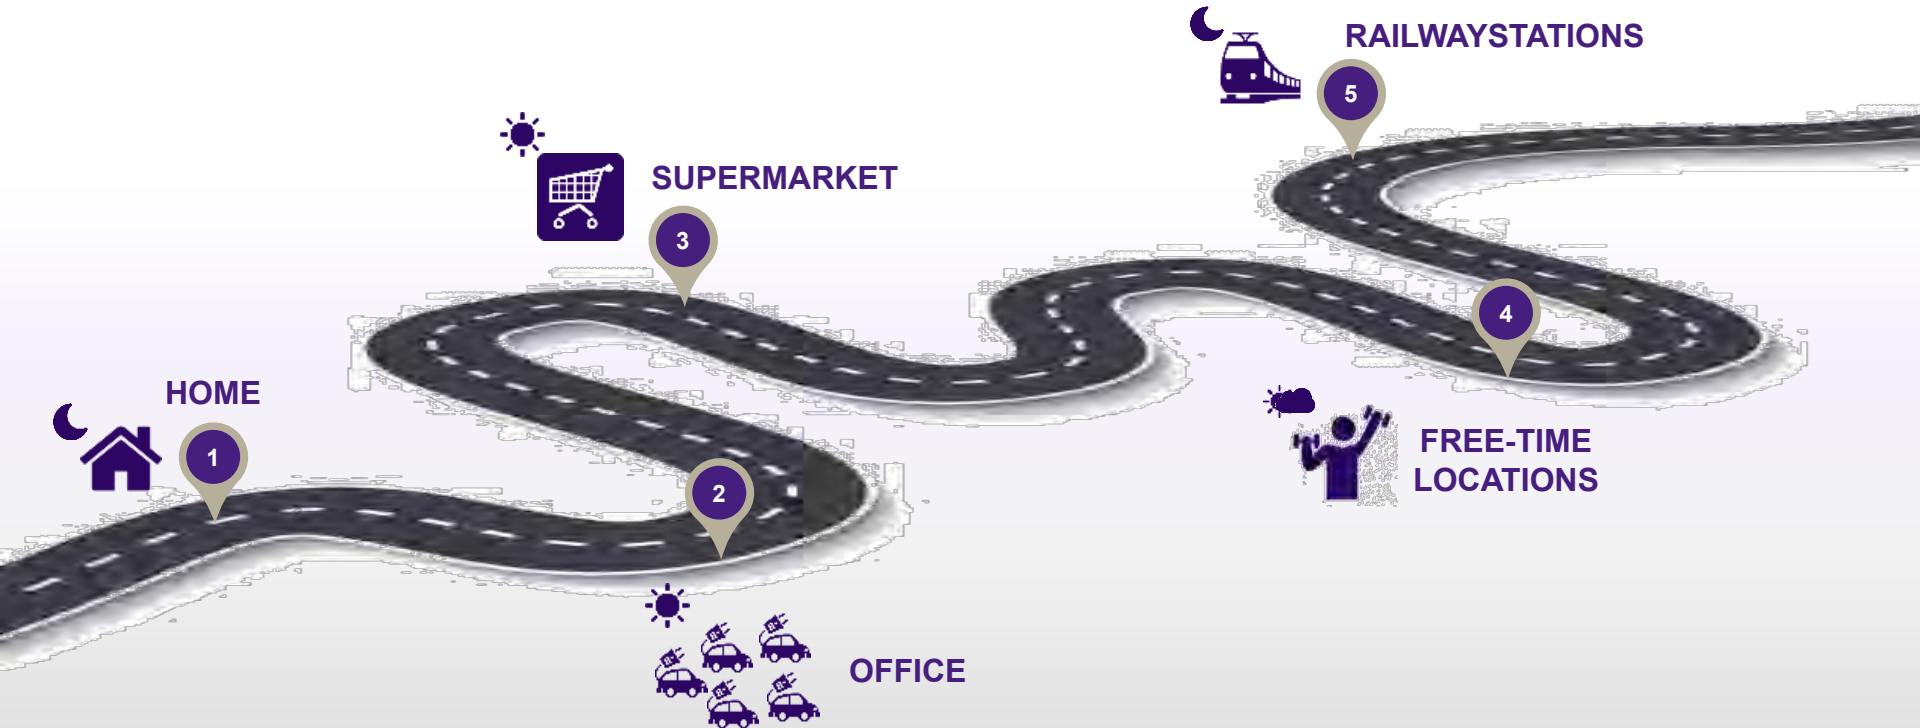 HOME
1
2
OFFICE
SUPERMARKET
3
4
FREE-TIME
LOCATIONS
RAILWAYSTATIONS
5